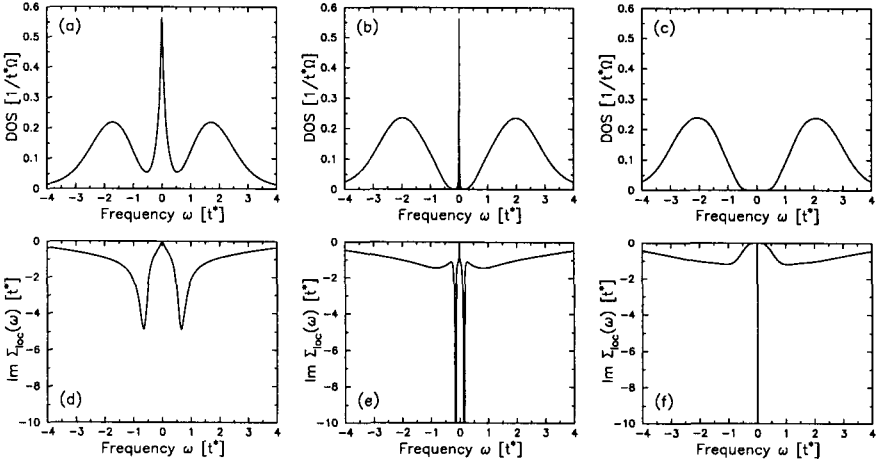 (a)
DOS [1/t*Ω]
0.6
0.5
0.4
0.3
0.2
0.1
0
-4 -3 -2 -1 0 1 2 3 4
Frequency ω [t*]
(b)
DOS [1/t*Ω]
0.6
0.5
0.4
0.3
0.2
0.1
0
-4 -3 -2 -1 0 1 2 3 4
Frequency ω [t*]
(c)
DOS [1/t*Ω]
0.6
0.5
0.4
0.3
0.2
0.1
0
-4 -3 -2 -1 0 1 2 3 4
Frequency ω [t*]
(d)
Im Σloc(ω) [t*]
0
-2
-4
-6
-8
-10
-4 -3 -2 -1 0 1 2 3 4
Frequency ω [t*]
(e)
Im Σloc(ω) [t*]
0
-2
-4
-6
-8
-10
-4 -3 -2 -1 0 1 2 3 4
Frequency ω [t*]
(f)
Im Σloc(ω) [t*]
0
-2
-4
-6
-8
-10
-4 -3 -2 -1 0 1 2 3 4
Frequency ω [t*]